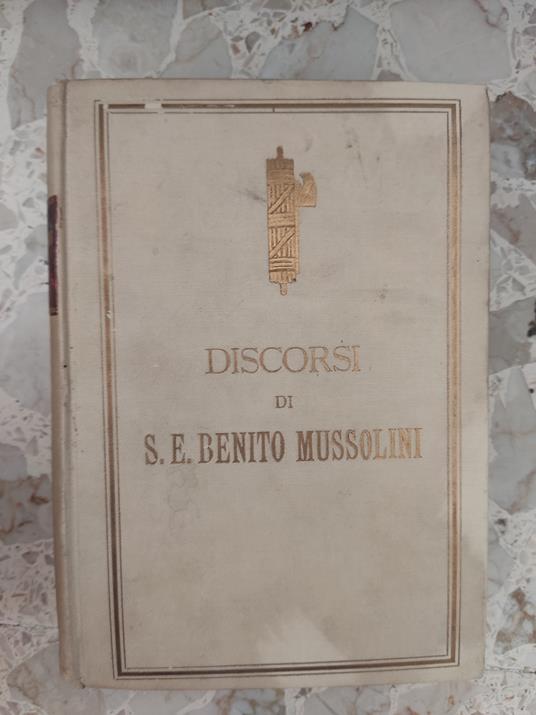 DISCORSI
DI
S. E. BENITO MUSSOLINI